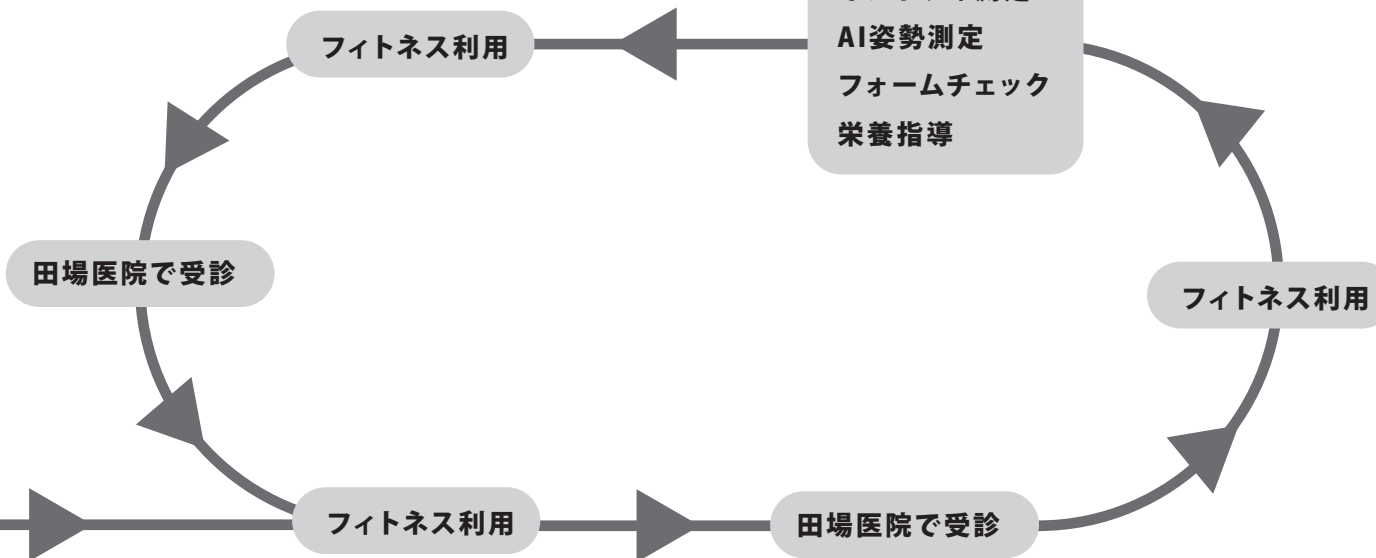 フィトネス利用
AI姿勢測定
フォームチェック
栄養指導
田場医院で受診
フィトネス利用
フィトネス利用
田場医院で受診